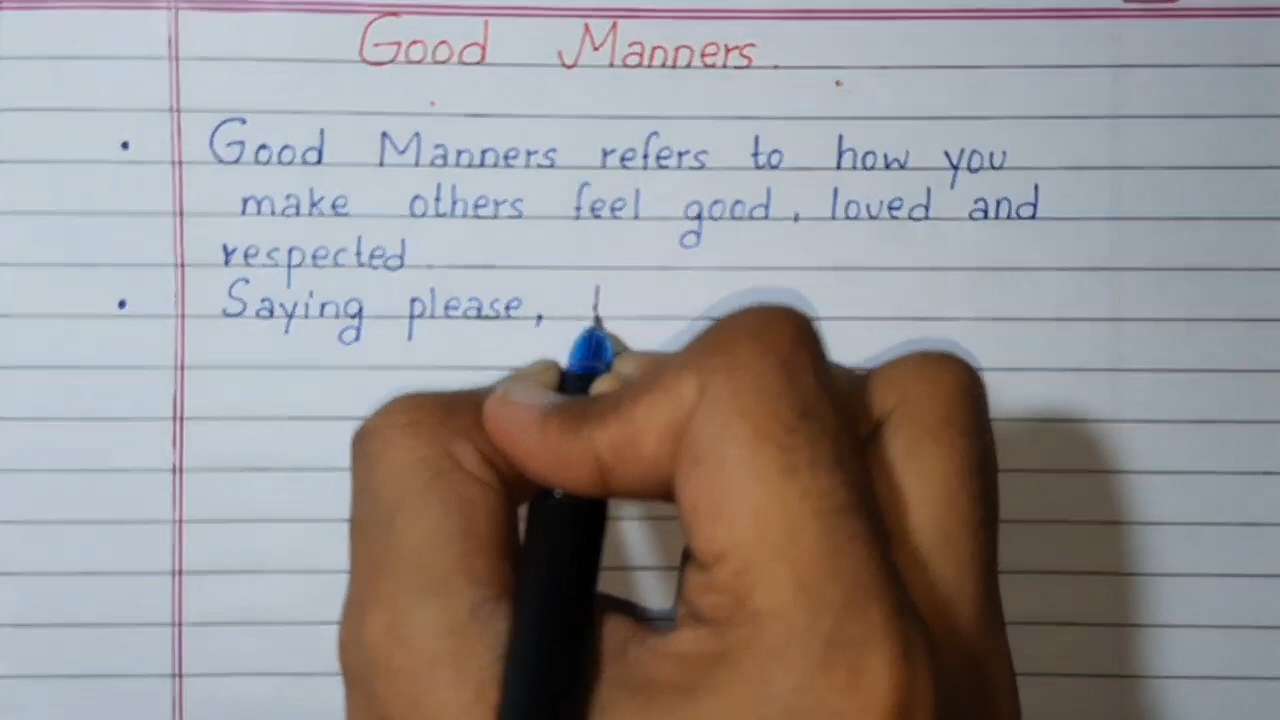 Good Manners.
• Good Manners refers to how you
make others feel good, loved and
respected
• Saying please,